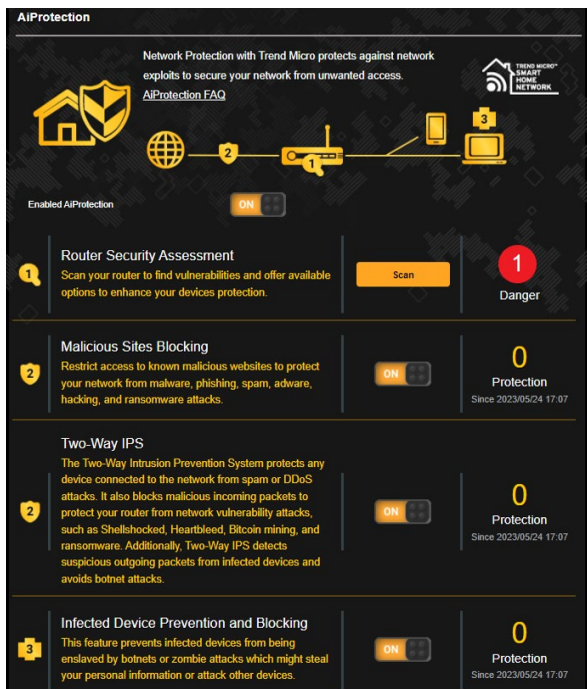 AiProtection
Network Protection with Trend Micro protects against network
exploits to secure your network from unwanted access.
AiProtection FAQ
TREND MICRO™
SMART
HOME
NETWORK
3
2
1
Enabled AiProtection
ON
1
Router Security Assessment
Scan your router to find vulnerabilities and offer available
options to enhance your devices protection.
Scan
1
Danger
2
Malicious Sites Blocking
Restrict access to known malicious websites to protect
your network from malware, phishing, spam, adware,
hacking, and ransomware attacks.
ON
0
Protection
Since 2023/05/24 17:07
2
Two-Way IPS
The Two-Way Intrusion Prevention System protects any
device connected to the network from spam or DDoS
attacks. It also blocks malicious incoming packets to
protect your router from network vulnerability attacks,
such as Shellshocked, Heartbleed, Bitcoin mining, and
ransomware. Additionally, Two-Way IPS detects
suspicious outgoing packets from infected devices and
avoids botnet attacks.
ON
0
Protection
Since 2023/05/24 17:07
3
Infected Device Prevention and Blocking
This feature prevents infected devices from being
enslaved by botnets or zombie attacks which might steal
your personal information or attack other devices.
ON
0
Protection
Since 2023/05/24 17:07